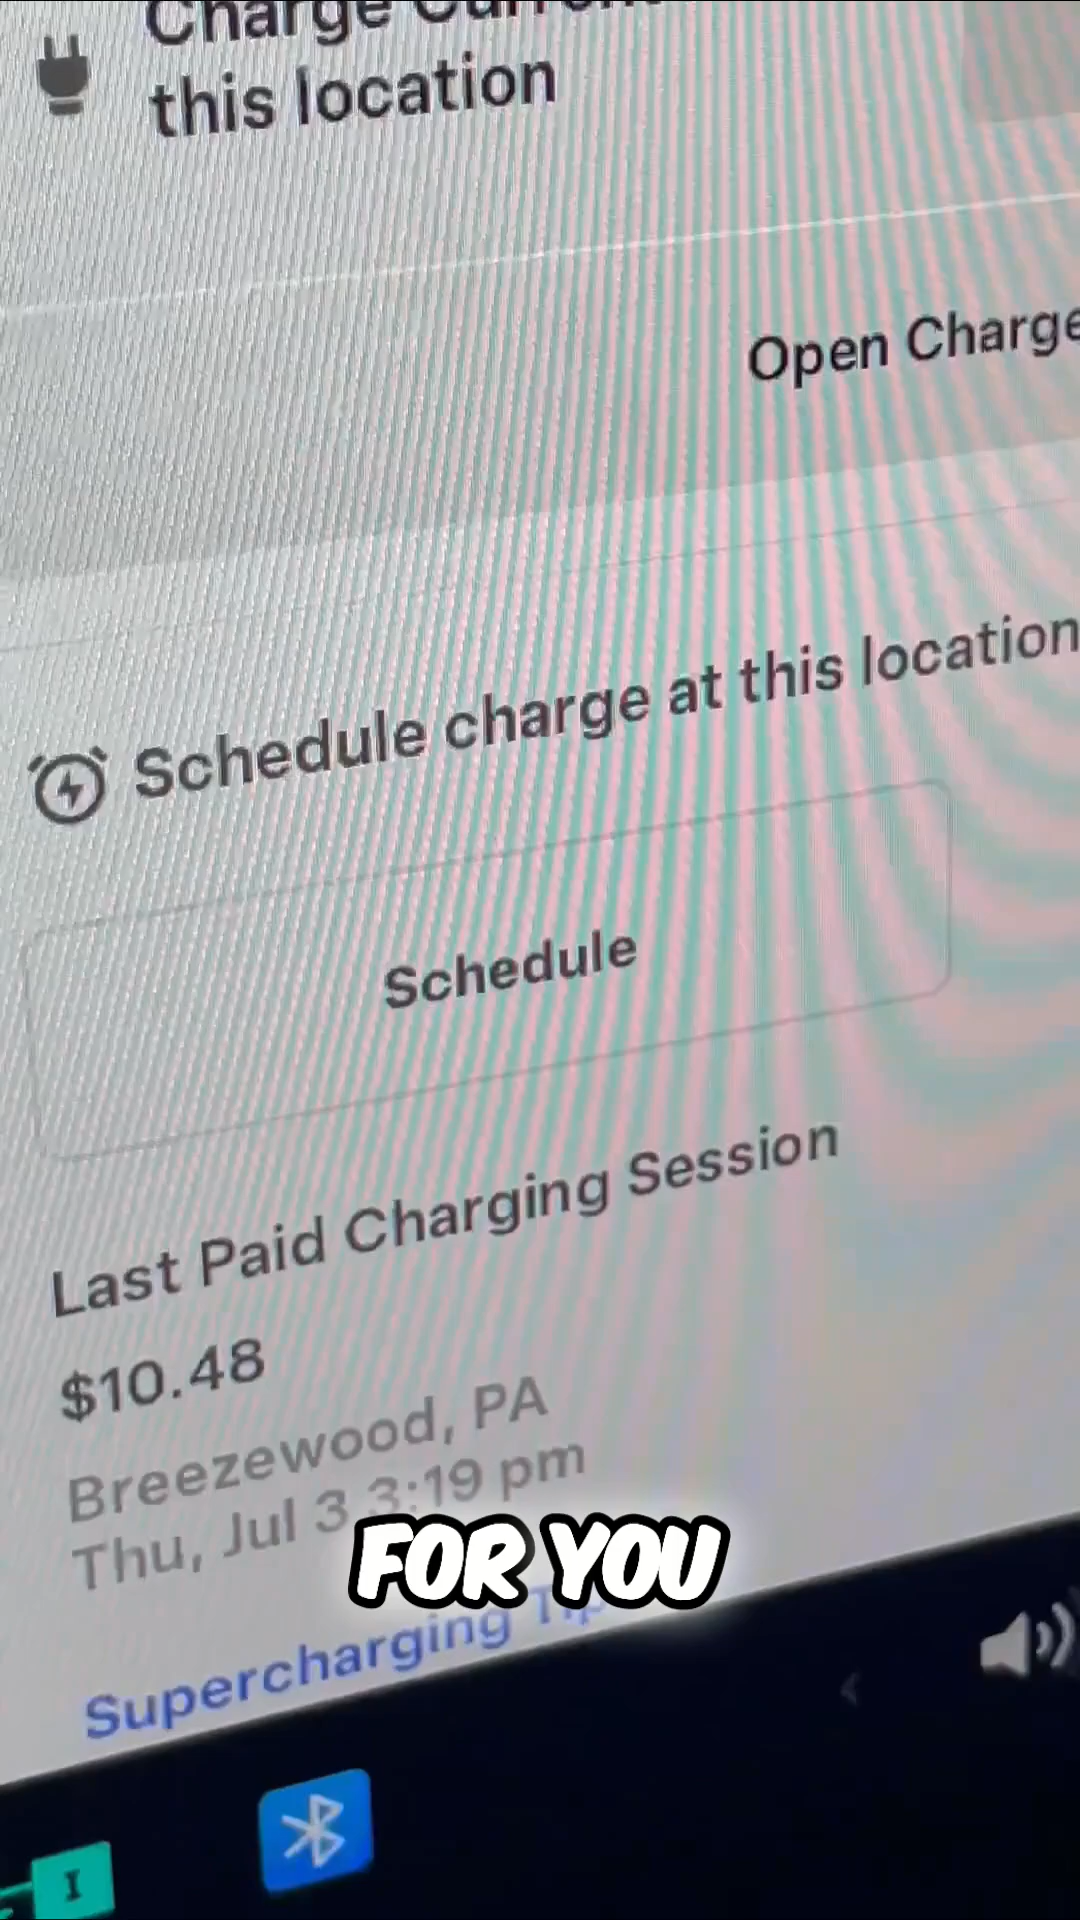 Charge
this location
Open Charge
Schedule charge at this location
Schedule
Last Paid Charging Session
$10.48
Breezewood, PA
Thu, Jul 3 3:19 pm
FOR YOU
Supercharging
I